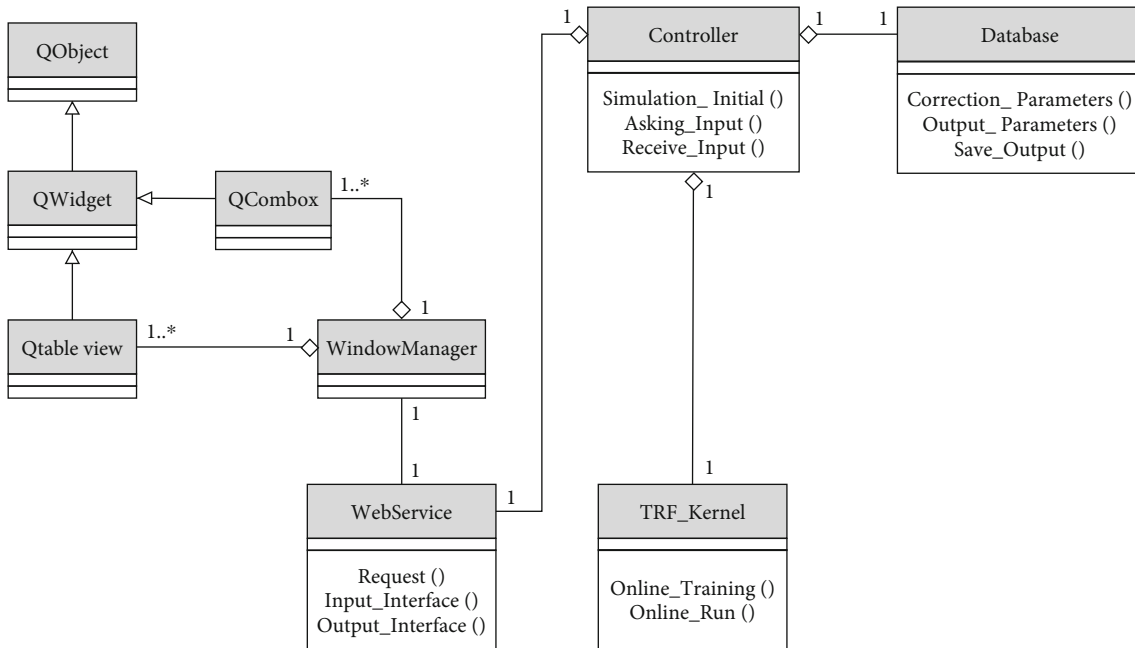 QObject
QWidget
QCombox
1..*
Qtable view
1..*
1
1
WindowManager
1
1
WebService
Request ()
Input_Interface ()
Output_Interface ()
1
1
Controller
Simulation_ Initial ()
Asking_Input ()
Receive_Input ()
1
1
Database
Correction_ Parameters ()
Output_ Parameters ()
Save_Output ()
1
1
TRF_Kernel
Online_Training ()
Online_Run ()